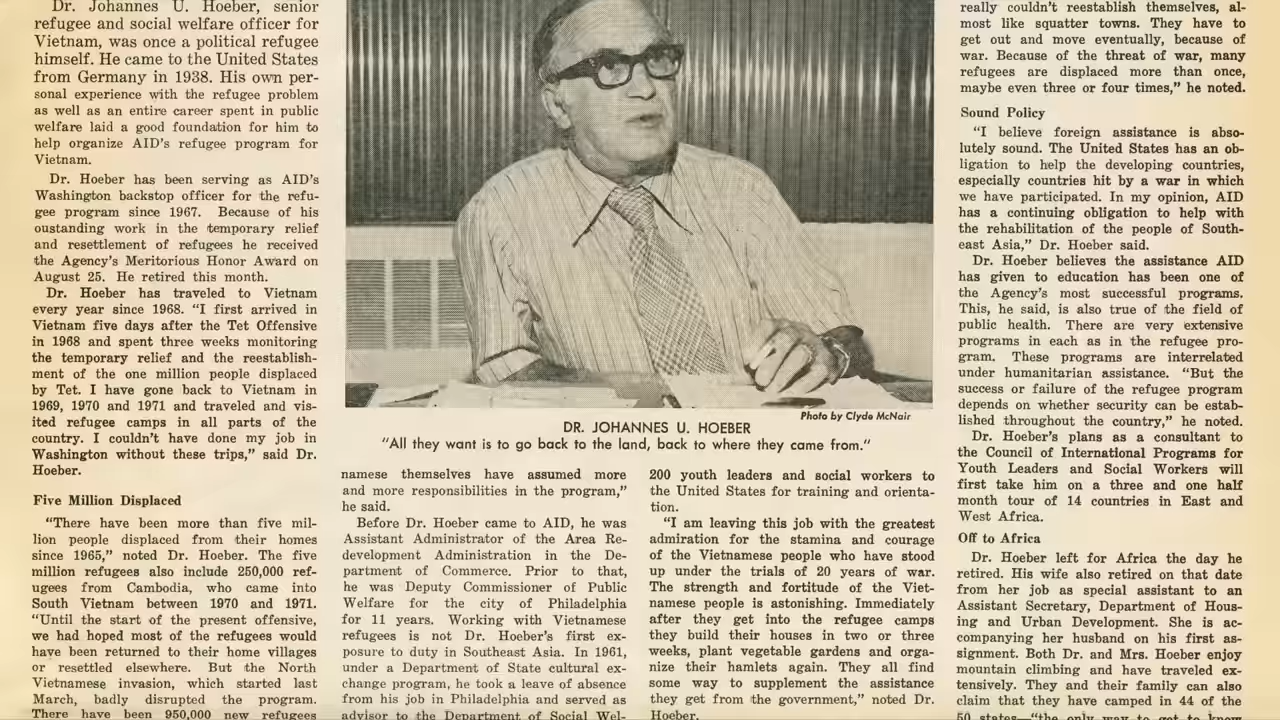 Dr. Johannes U. Hoeber, senior
refugee and social welfare officer for
Vietnam, was once a political refugee
himself. He came to the United States
from Germany in 1938. His own per-
sonal experience with the refugee problem
as well as an entire career spent in public
welfare laid a good foundation for him to
help organize AID's refugee program for
Vietnam.
Dr. Hoeber has been serving as AID's
Washington backstop officer for the refu-
gee program since 1967. Because of his
oustanding work in the temporary relief
and resettlement of refugees he received
the Agency's Meritorious Honor Award on
August 25. He retired this month.
Dr. Hoeber has traveled to Vietnam
every year since 1968. "I first arrived in
Vietnam five days after the Tet Offensive
in 1968 and spent three weeks monitoring
the temporary relief and the reestablish-
ment of the one million people displaced
by Tet. I have gone back to Vietnam in
1969, 1970 and 1971 and traveled and vis-
ited refugee camps in all parts of the
country. I couldn't have done my job in
Washington without these trips," said Dr.
Hoeber.
Five Million Displaced
"There have been more than five mil-
lion people displaced from their homes
since 1965," noted Dr. Hoeber. The five
million refugees also include 250,000 ref-
ugees from Cambodia, who came into
South Vietnam between 1970 and 1971.
"Until the start of the present offensive,
we had hoped most of the refugees would
have been returned to their home villages
or resettled elsewhere. But the North
Vietnamese invasion, which started last
March, badly disrupted the program.
There have been 950,000 new refugees
Photo by Clyde McNair
DR. JOHANNES U. HOEBER
"All they want is to go back to the land, back to where they came from."
namese themselves have assumed more
and more responsibilities in the program,"
he said.
Before Dr. Hoeber came to AID, he was
Assistant Administrator of the Area Re-
development Administration in the De-
partment of Commerce. Prior to that,
he was Deputy Commissioner of Public
Welfare for the city of Philadelphia
for 11 years. Working with Vietnamese
refugees is not Dr. Hoeber's first ex-
posure to duty in Southeast Asia. In 1961,
under a Department of State cultural ex-
change program, he took a leave of absence
from his job in Philadelphia and served as
advisor to the Department of Social Wel-
200 youth leaders and social workers to
the United States for training and orienta-
tion.
"I am leaving this job with the greatest
admiration for the stamina and courage
of the Vietnamese people who have stood
up under the trials of 20 years of war.
The strength and fortitude of the Viet-
namese people is astonishing. Immediately
after they get into the refugee camps
they build their houses in two or three
weeks, plant vegetable gardens and orga-
nize their hamlets again. They all find
some way to supplement the assistance
they get from the government," noted Dr.
Hoeber.
really couldn't reestablish themselves, al-
most like squatter towns. They have to
get out and move eventually, because of
war. Because of the threat of war, many
refugees are displaced more than once,
maybe even three or four times," he noted.
Sound Policy
"I believe foreign assistance is abso-
lutely sound. The United States has an ob-
ligation to help the developing countries,
especially countries hit by a war in which
we have participated. In my opinion, AID
has a continuing obligation to help with
the rehabilitation of the people of South-
east Asia," Dr. Hoeber said.
Dr. Hoeber believes the assistance AID
has given to education has been one of
the Agency's most successful programs.
This, he said, is also true of the field of
public health. There are very extensive
programs in each as in the refugee pro-
gram. These programs are interrelated
under humanitarian assistance. "But the
success or failure of the refugee program
depends on whether security can be estab-
lished throughout the country," he noted.
Dr. Hoeber's plans as a consultant to
the Council of International Programs for
Youth Leaders and Social Workers will
first take him on a three and one half
month tour of 14 countries in East and
West Africa.
Off to Africa
Dr. Hoeber left for Africa the day he
retired. His wife also retired on that date
from her job as special assistant to an
Assistant Secretary, Department of Hous-
ing and Urban Development. She is ac-
companying her husband on his first as-
signment. Both Dr. and Mrs. Hoeber enjoy
mountain climbing and have traveled ex-
tensively. They and their family can also
claim that they have camped in 44 of the
50 states—"the only way to get to know